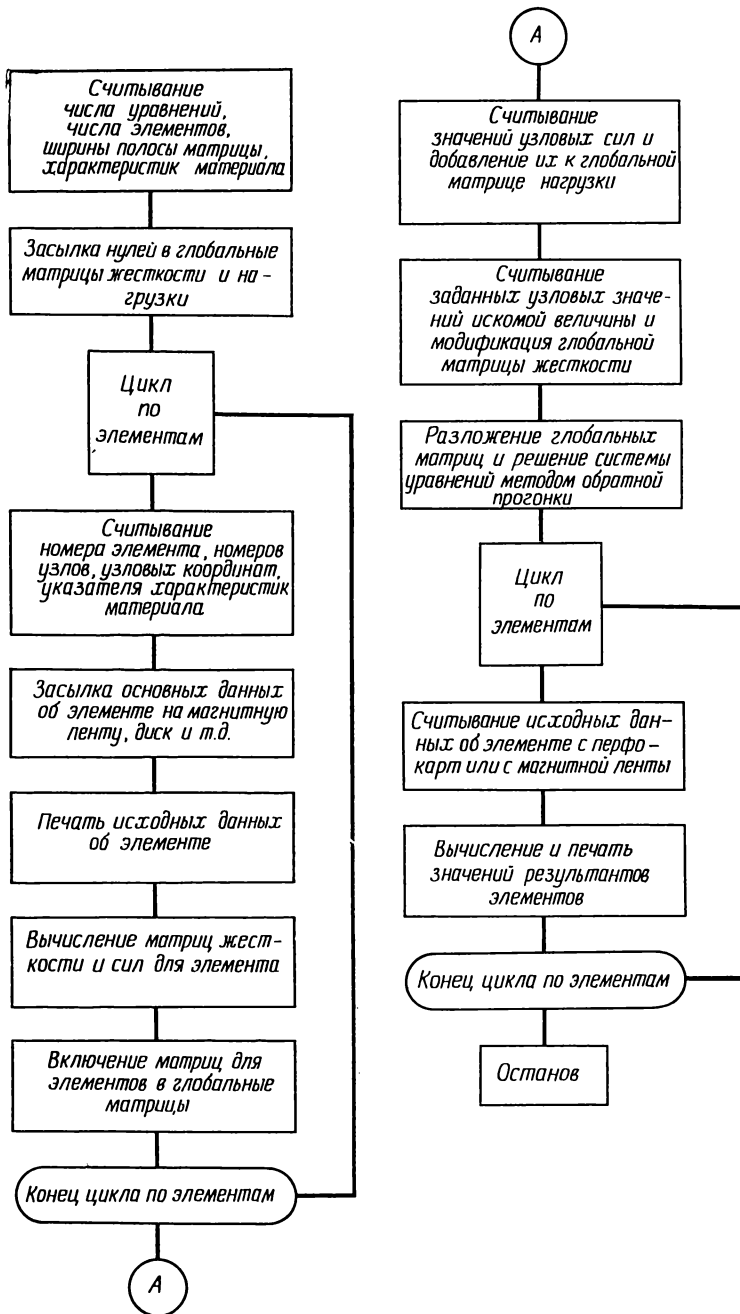 Считывание
числа уравнений,
числа элементов,
ширины полосы матрицы,
характеристик материала
Засылка нулей в глобальные
матрицы жесткости и на-
грузки
Цикл
по
элементам
Считывание
номера элемента, номеров
узлов, узловых координат,
указателя характеристик
материала
Засылка основных данных
об элементе на магнитную
ленту, диск и т.д.
Печать исходных данных
об элементе
Вычисление матриц жест-
кости и сил для элемента
Включение матриц для
элементов в глобальные
матрицы
Конец цикла по элементам
А
А
Считывание
значений узловых сил и
добавление их к глобальной
матрице нагрузки
Считывание
заданных узловых значе-
ний искомой величины и
модификация глобальной
матрицы жесткости
Разложение глобальных
матриц и решение системы
уравнений методом обратной
прогонки
Цикл
по
элементам
Считывание исходных дан-
ных об элементе с перфо-
карт или с магнитной ленты
Вычисление и печать
значений результантов
элементов
Конец цикла по элементам
Останов